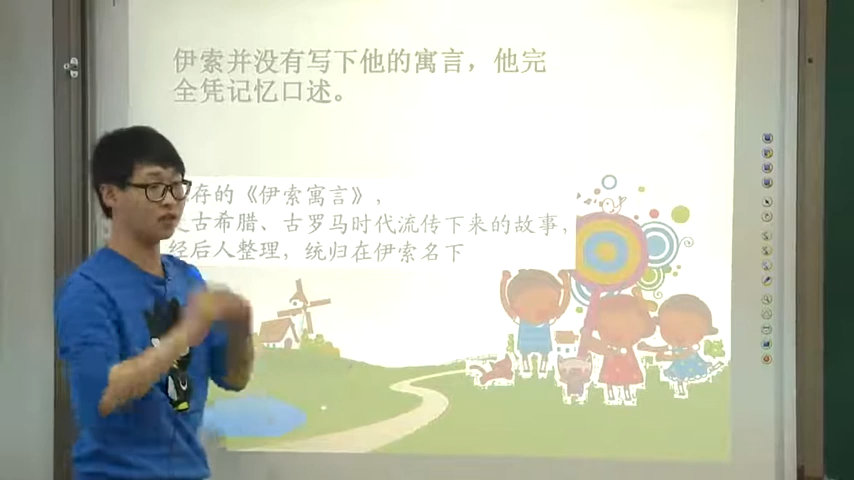 伊索并没有写下他的寓言，他完
全凭记忆口述。
存的《伊索寓言》，
古希腊、古罗马时代流传下来的故事，
经后人整理，统归在伊索名下